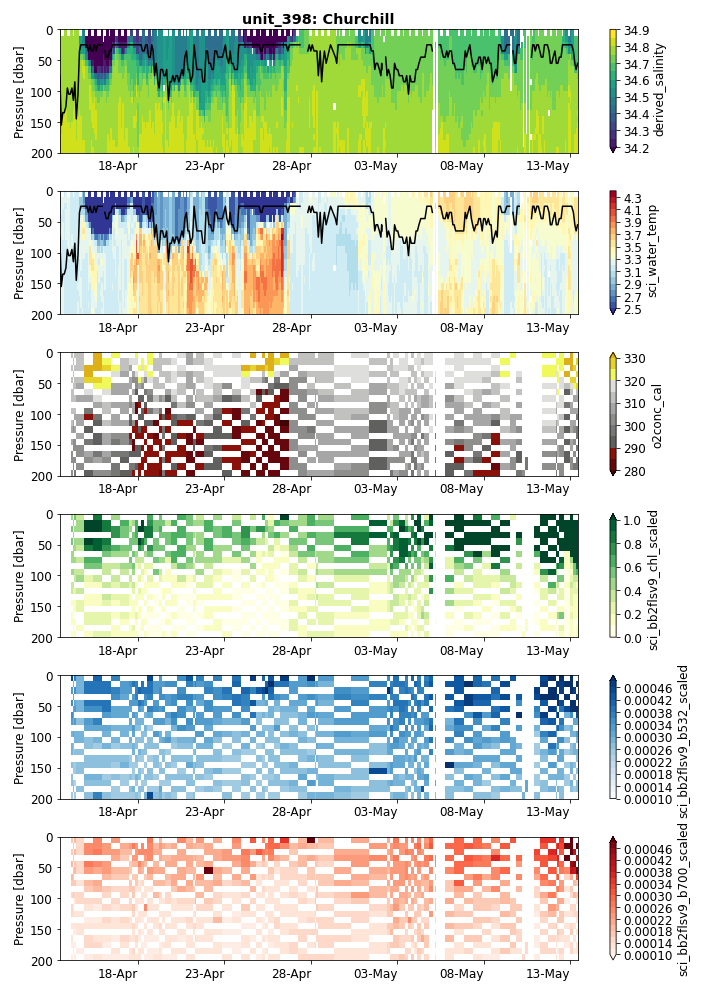 unit_398: Churchill
0
50
100
150
200
Pressure [dbar]
18-Apr
23-Apr
28-Apr
03-May
08-May
13-May
34.9
34.8
34.7
34.6
34.5
34.4
34.3
34.2
derived_salinity
0
50
100
150
200
Pressure [dbar]
18-Apr
23-Apr
28-Apr
03-May
08-May
13-May
4.3
4.1
3.9
3.7
3.5
3.3
3.1
2.9
2.7
2.5
sci_water_temp
0
50
100
150
200
Pressure [dbar]
18-Apr
23-Apr
28-Apr
03-May
08-May
13-May
330
320
310
300
290
280
o2conc_cal
0
50
100
150
200
Pressure [dbar]
18-Apr
23-Apr
28-Apr
03-May
08-May
13-May
1.0
0.8
0.6
0.4
0.2
0.0
sci_bb2flsv9_chl_scaled
0
50
100
150
200
Pressure [dbar]
18-Apr
23-Apr
28-Apr
03-May
08-May
13-May
0.00046
0.00042
0.00038
0.00034
0.00030
0.00026
0.00022
0.00018
0.00014
0.00010
sci_bb2flsv9_b532_scaled
0
50
100
150
200
Pressure [dbar]
18-Apr
23-Apr
28-Apr
03-May
08-May
13-May
0.00046
0.00042
0.00038
0.00034
0.00030
0.00026
0.00022
0.00018
0.00014
0.00010
sci_bb2flsv9_b700_scaled